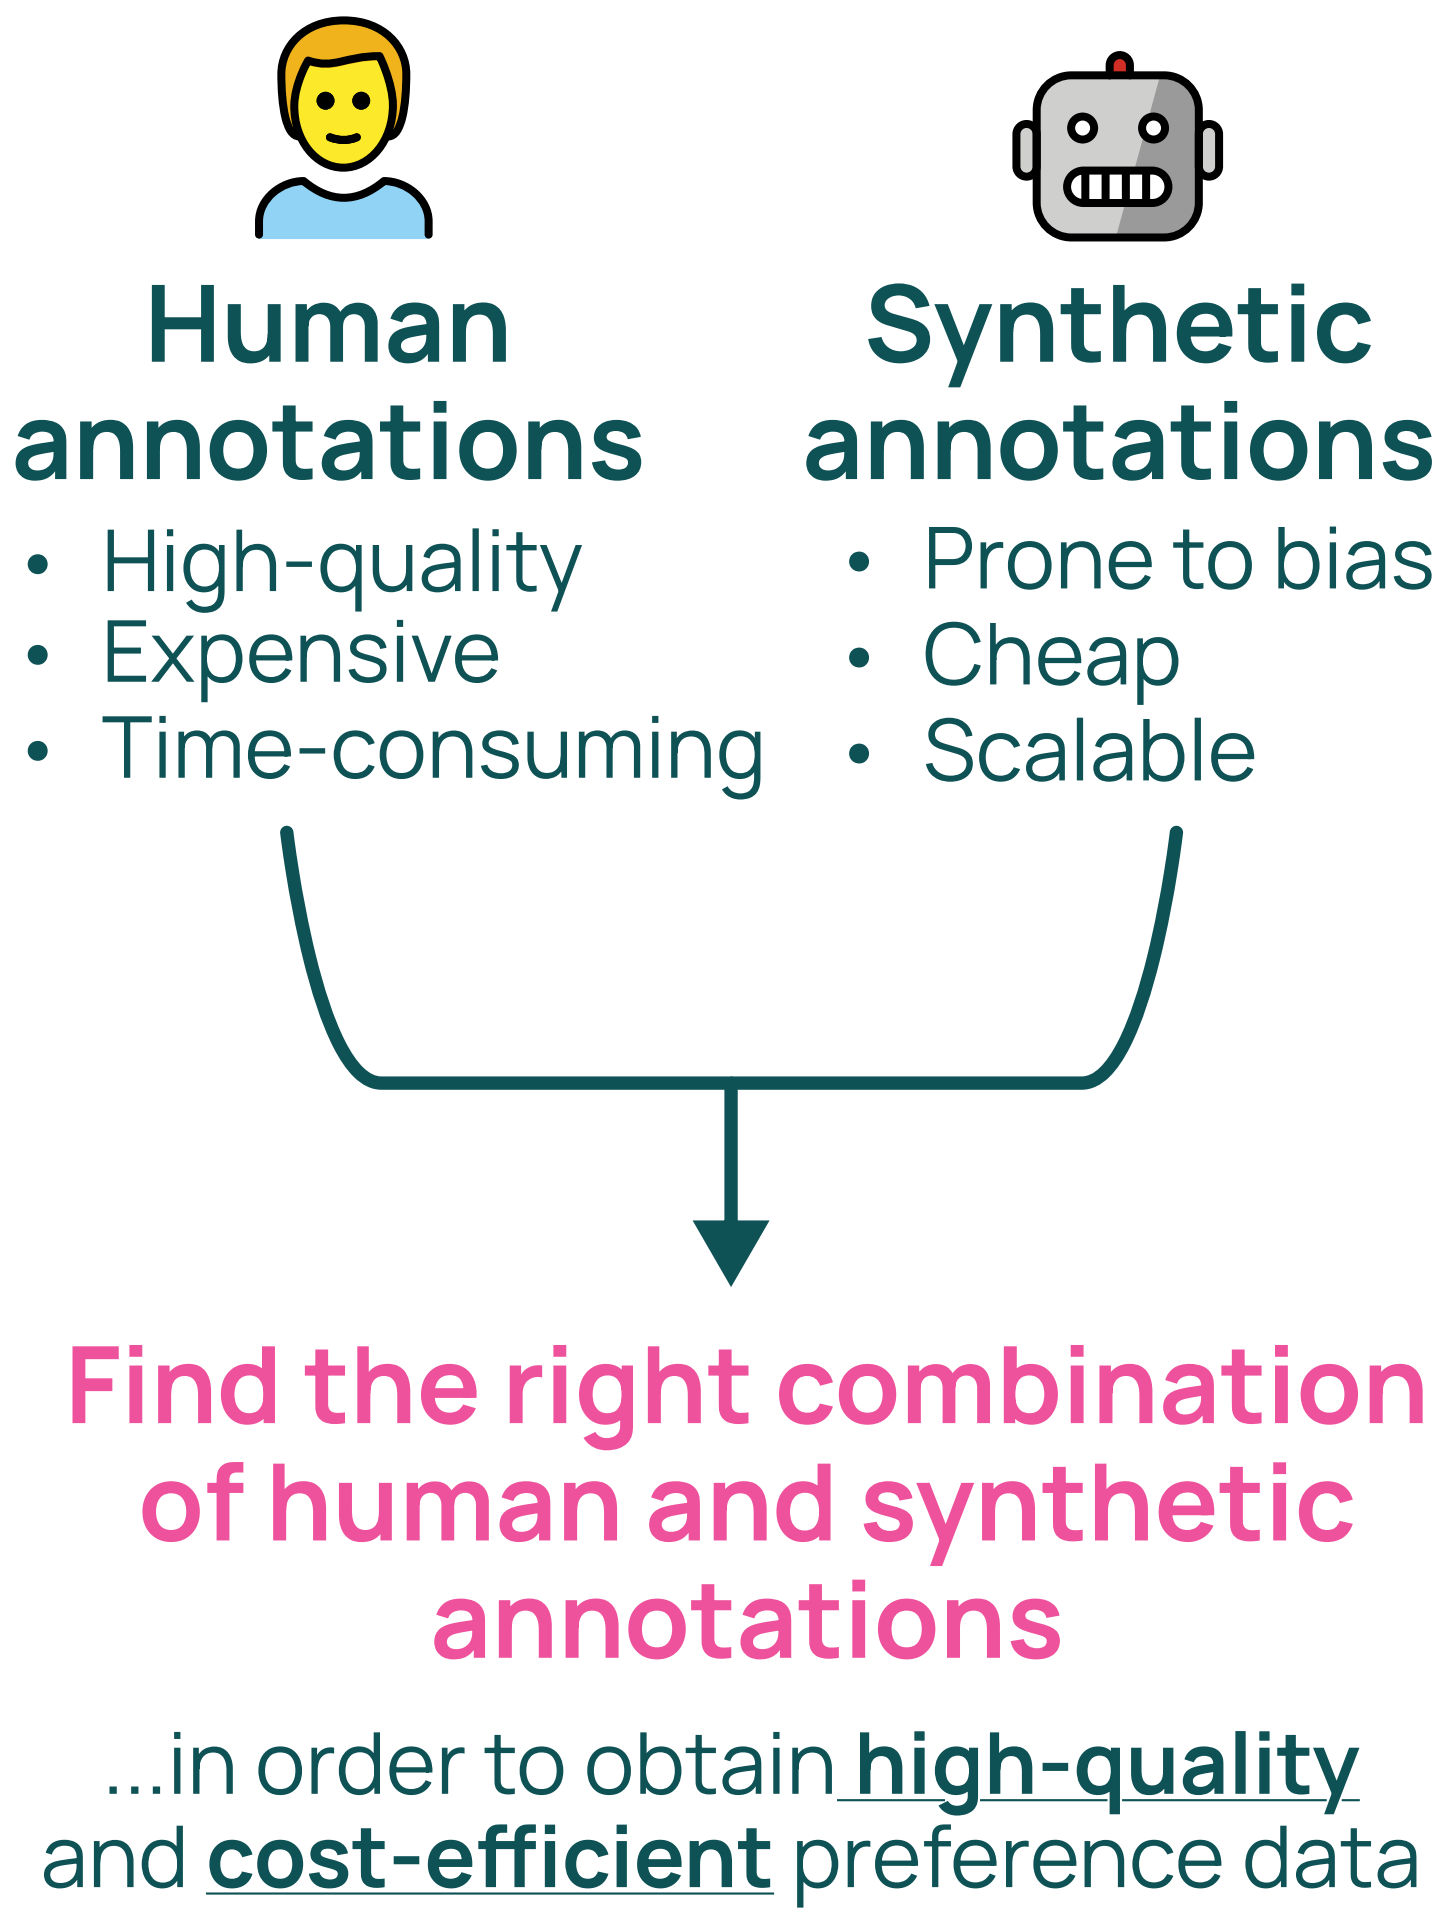 Human
annotations
• High-quality
• Expensive
• Time-consuming
Synthetic
annotations
• Prone to bias
• Cheap
• Scalable
Find the right combination
of human and synthetic
annotations
...in order to obtain high-quality
and cost-efficient preference data